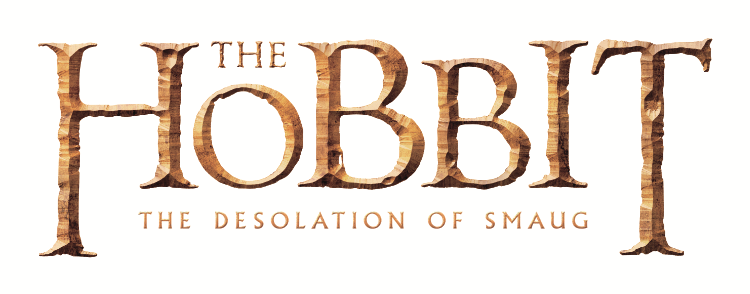 THE
HOBBIT
THE DESOLATION OF SMAUG